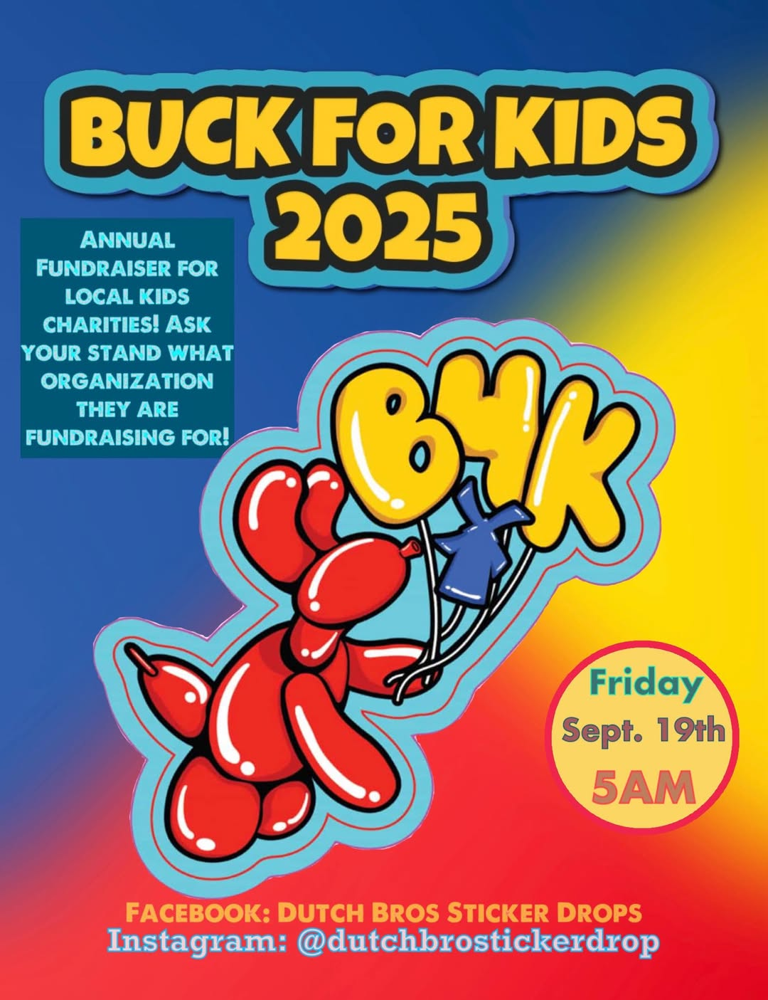 BUCK FOR KIDS
2025
ANNUAL
FUNDRAISER FOR
LOCAL KIDS
CHARITIES! ASK
YOUR STAND WHAT
ORGANIZATION
THEY ARE
FUNDRAISING FOR!
B4K
Friday
Sept. 19th
5AM
FACEBOOK: DUTCH BROS STICKER DROPS
Instagram: @dutchbrostickerdrop